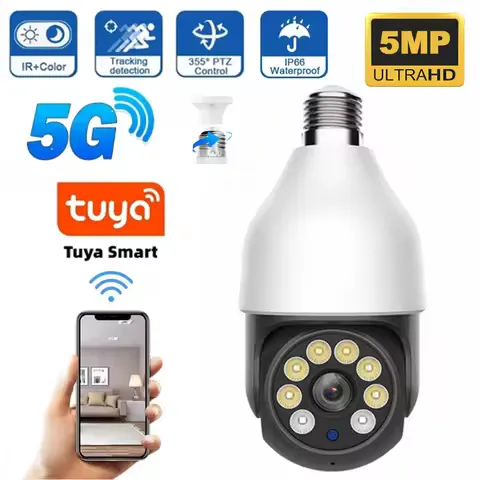 IR+Color
Tracking
detection
355° PTZ
Control
IP66
Waterproof
5MP
ULTRAHD
5G
tuya
Tuya Smart